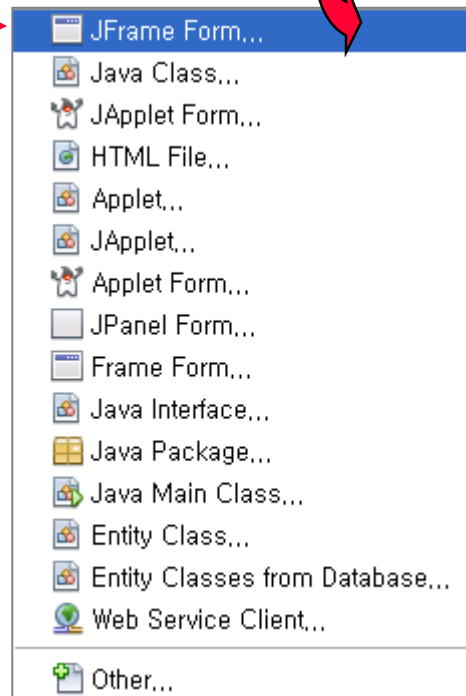 JFrame Form...
Java Class...
JApplet Form...
HTML File...
Applet...
JApplet...
Applet Form...
JPanel Form...
Frame Form...
Java Interface...
Java Package...
Java Main Class...
Entity Class...
Entity Classes from Database...
Web Service Client...
Other...